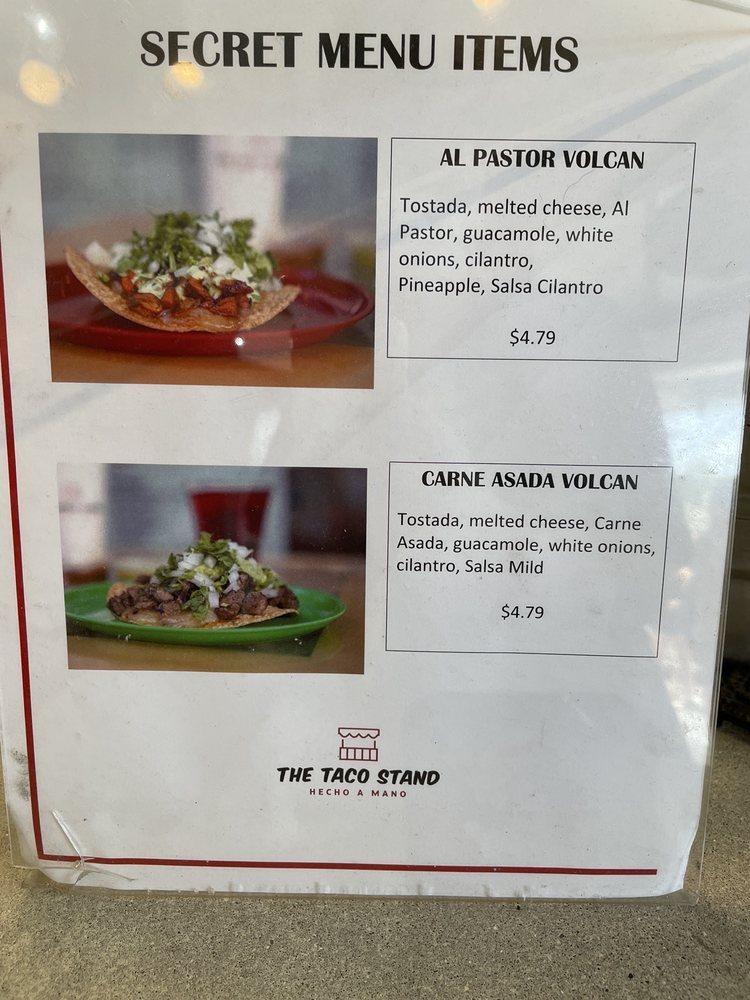 SECRET MENU ITEMS
AL PASTOR VOLCAN
Tostada, melted cheese, Al
Pastor, guacamole, white
onions, cilantro,
Pineapple, Salsa Cilantro
$4.79
CARNE ASADA VOLCAN
Tostada, melted cheese, Carne
Asada, guacamole, white onions,
cilantro, Salsa Mild
$4.79
THE TACO STAND
HECHO A MANO